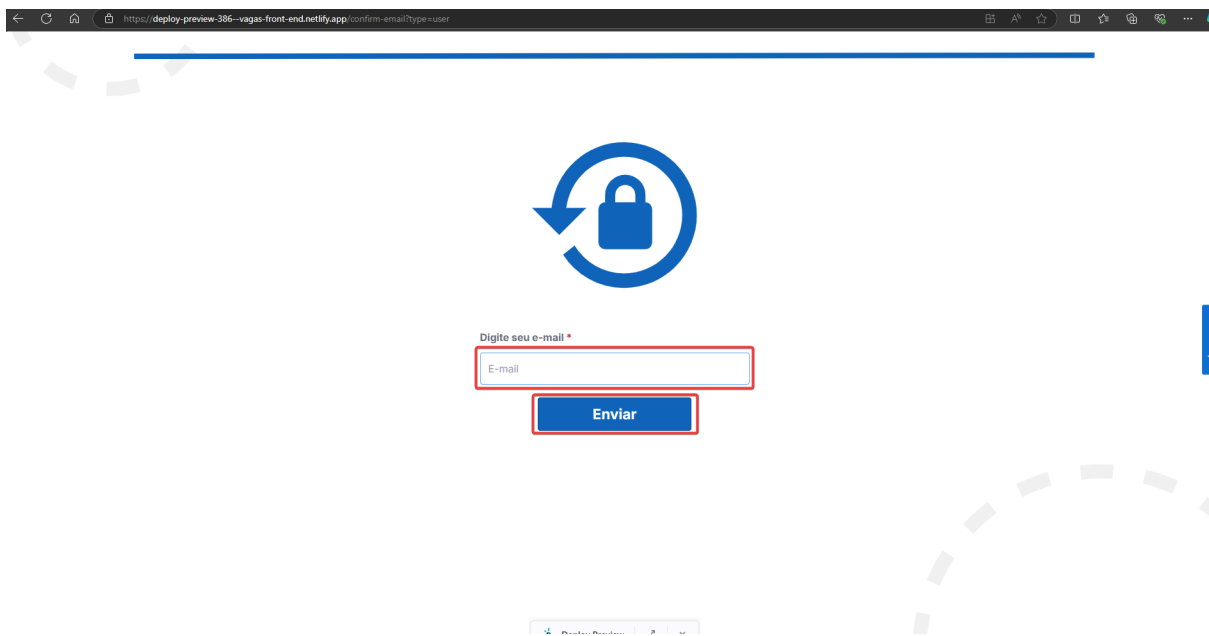 https://deploy-preview-386--vagas-front-end.netlify.app/confirm-email?type=user
Digite seu e-mail *
E-mail
Enviar
Deploy Preview